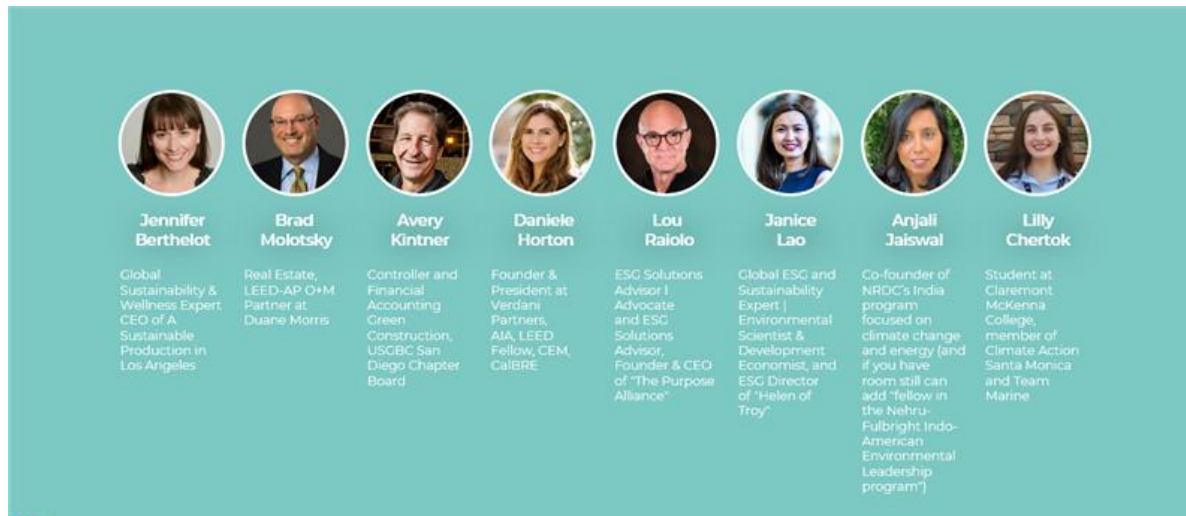 Jennifer
Berthelot
Global
Sustainability &
Wellness Expert
CEO of A
Sustainable
Production in
Los Angeles
Brad
Molotsky
Real Estate,
LEED-AP O+M
Partner at
Duane Morris
Avery
Kintner
Controller and
Financial
Accounting
Green
Construction,
USGBC San
Diego Chapter
Board
Daniele
Horton
Founder &
President at
Verdani
Partners,
AIA, LEED
Fellow, CEM,
CalBRE
Lou
Raiolo
ESG Solutions
Advisor |
Advocate
and ESG
Solutions
Advisor,
Founder & CEO
of "The Purpose
Alliance"
Janice
Lao
Global ESG and
Sustainability
Expert |
Environmental
Scientist &
Development
Economist, and
ESG Director
of "Helen of
Troy"
Anjali
Jaiswal
Co-founder of
NRDC's India
program
focused on
climate change
and energy (and
if you have
room still can
add "fellow in
the Nehru-
Fulbright Indo-
American
Environmental
Leadership
program")
Lilly
Chertok
Student at
Claremont
McKenna
College,
member of
Climate Action
Santa Monica
and Team
Marine